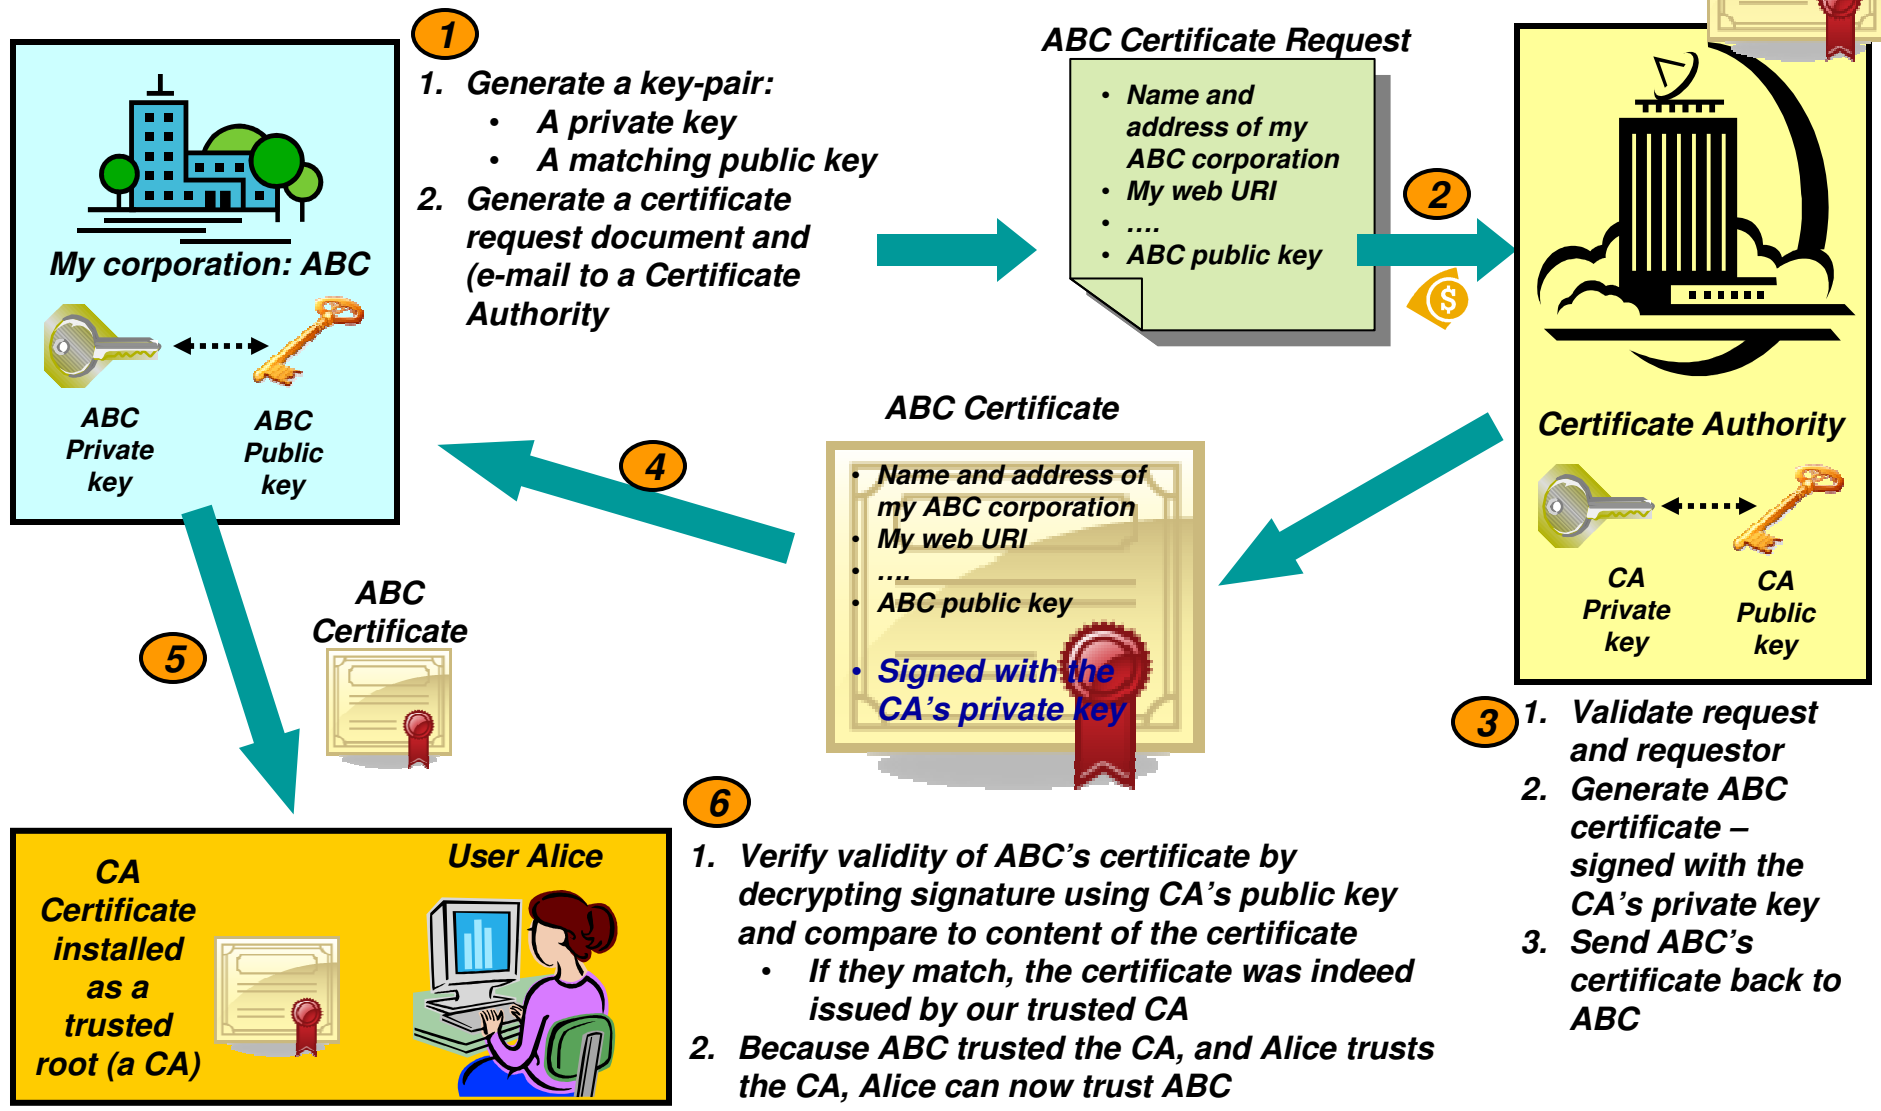 1
1. Generate a key-pair:
• A private key
• A matching public key
2. Generate a certificate
request document and
(e-mail to a Certificate
Authority
My corporation: ABC
ABC
Private
key
ABC
Public
key
ABC Certificate Request
• Name and
address of my
ABC corporation
• My web URI
• ....
• ABC public key
2
$
Certificate Authority
CA
Private
key
CA
Public
key
3
1. Validate request
and requestor
2. Generate ABC
certificate –
signed with the
CA’s private key
3. Send ABC’s
certificate back to
ABC
ABC Certificate
• Name and address of
my ABC corporation
• My web URI
• ....
• ABC public key
• Signed with the
CA’s private key
4
5
ABC
Certificate
CA
Certificate
installed
as a
trusted
root (a CA)
User Alice
6
1. Verify validity of ABC’s certificate by
decrypting signature using CA’s public key
and compare to content of the certificate
• If they match, the certificate was indeed
issued by our trusted CA
2. Because ABC trusted the CA, and Alice trusts
the CA, Alice can now trust ABC